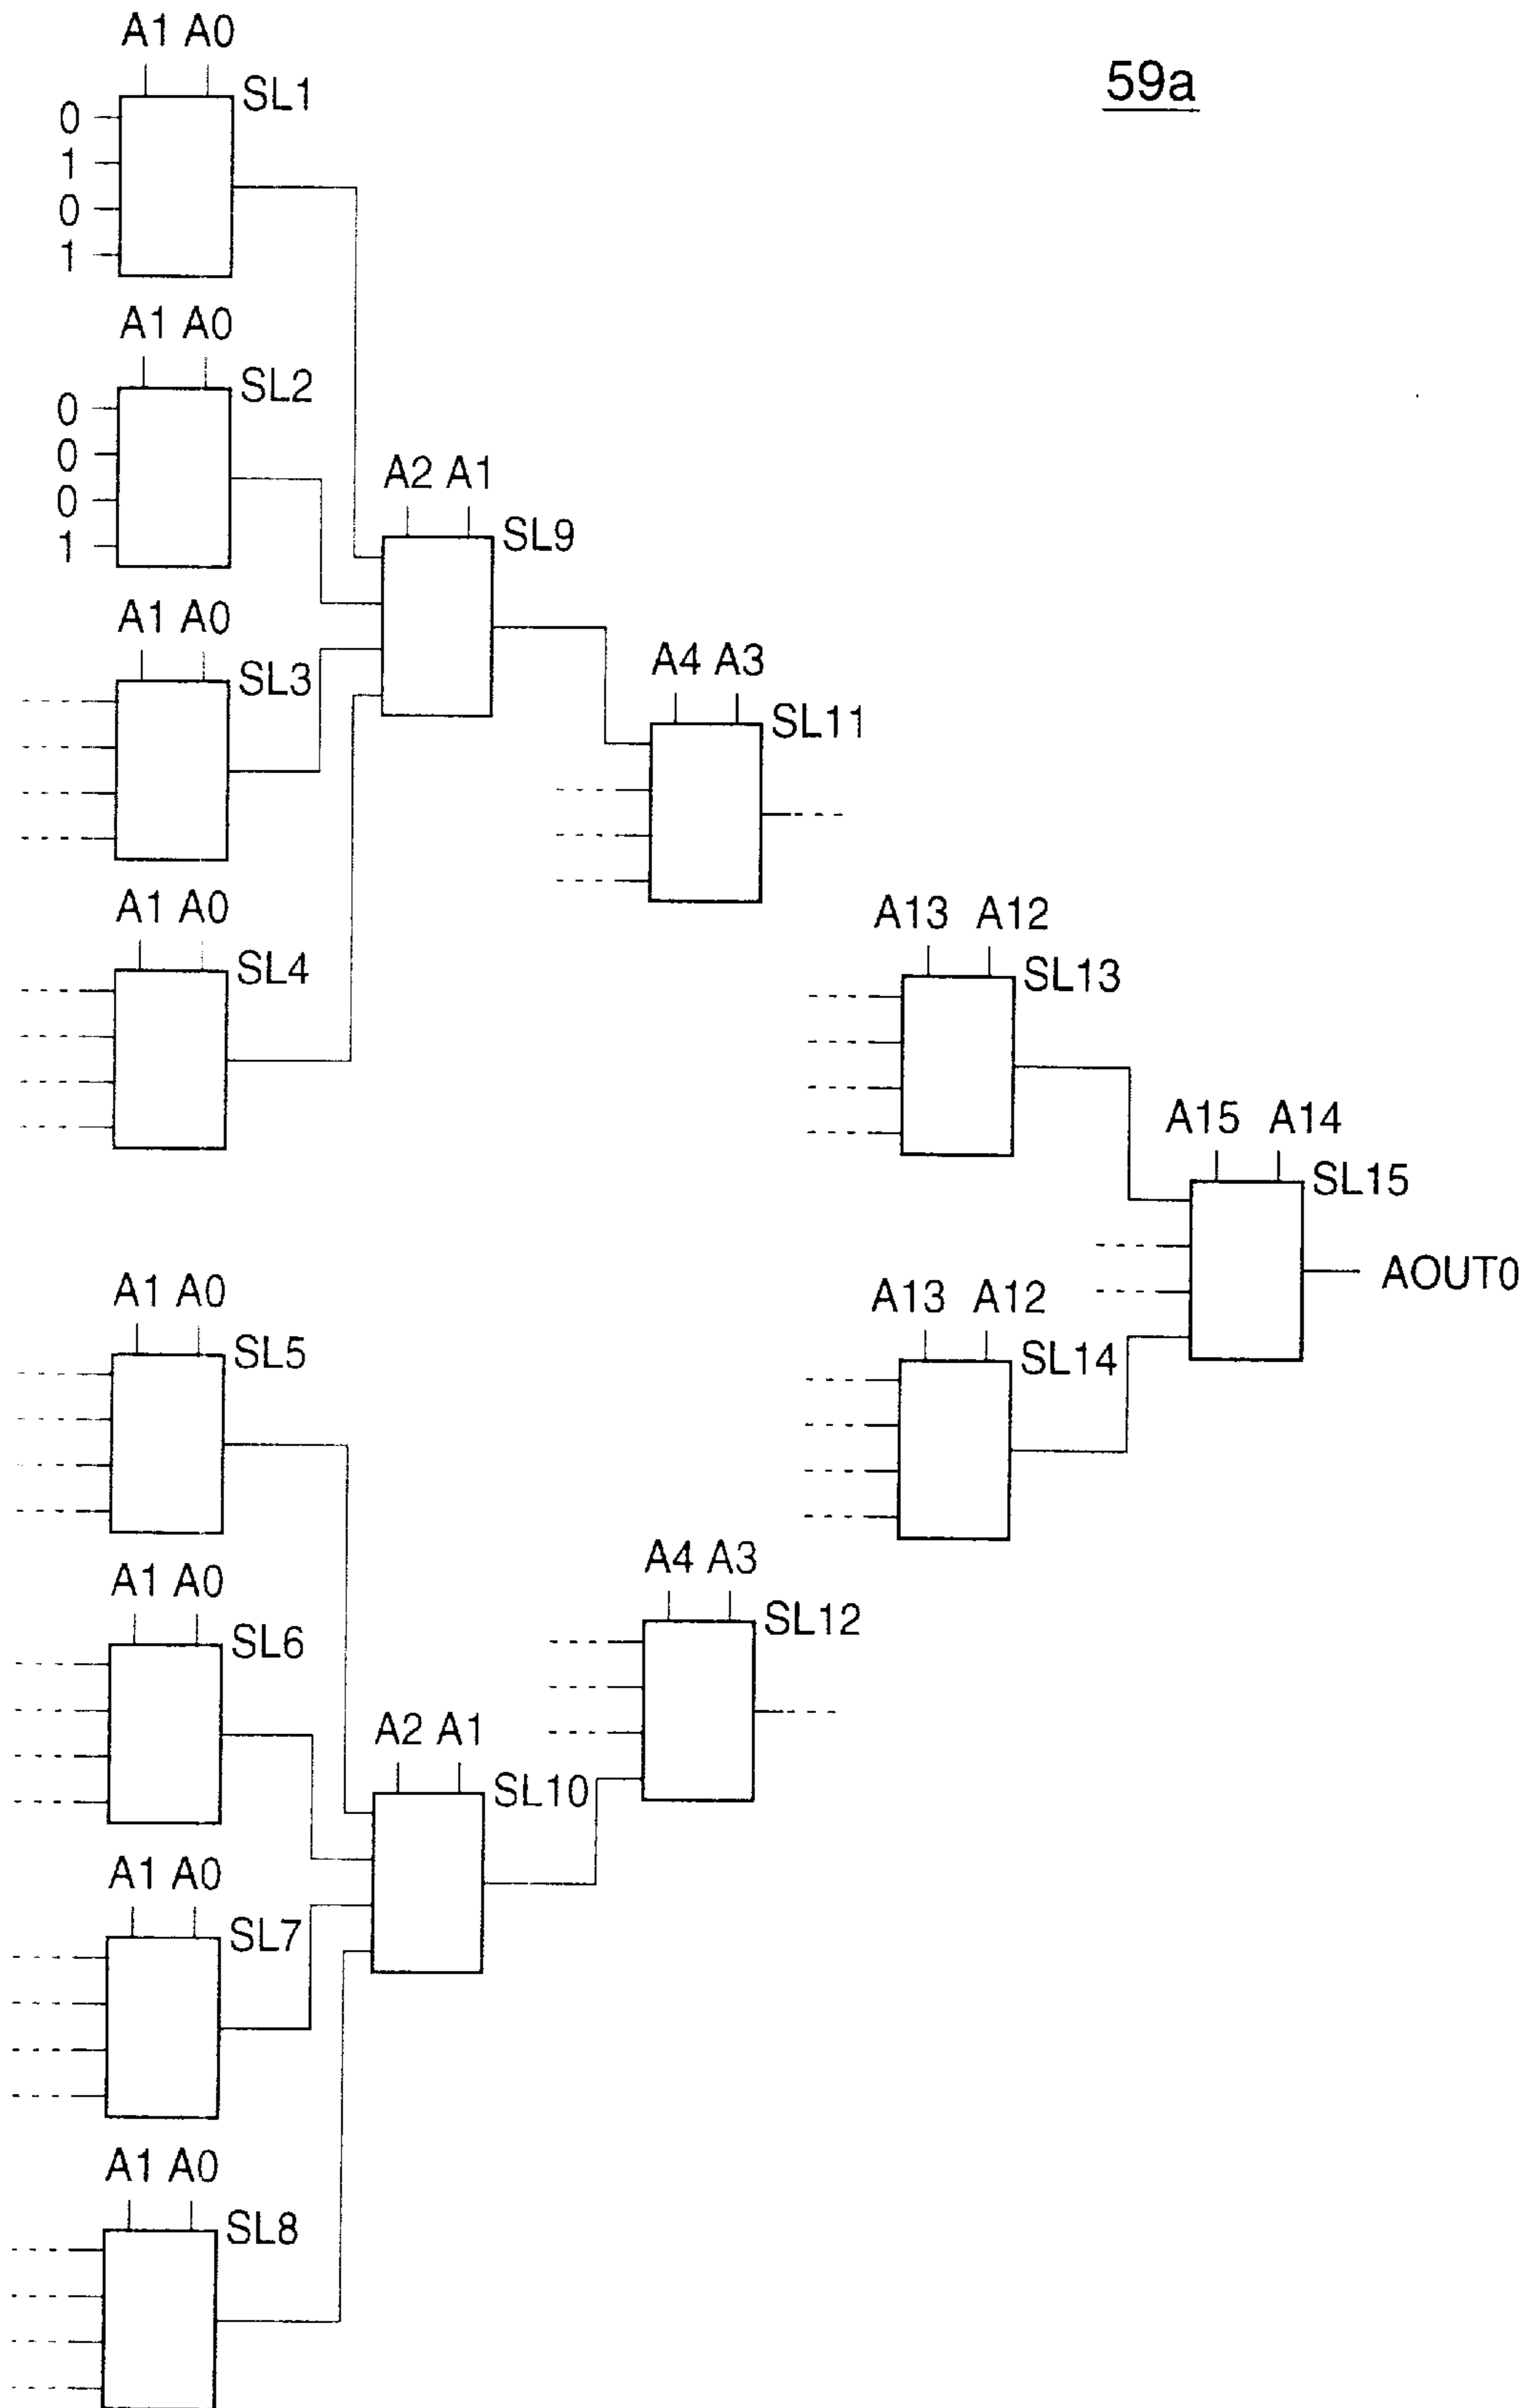 59a
A1 A0
SL1
0
1
0
1
A1 A0
SL2
0
0
0
1
A1 A0
SL3
A1 A0
SL4
A2 A1
SL9
A4 A3
SL11
A13 A12
SL13
A15 A14
SL15
AOUT0
A13 A12
SL14
A1 A0
SL5
A1 A0
SL6
A1 A0
SL7
A1 A0
SL8
A2 A1
SL10
A4 A3
SL12